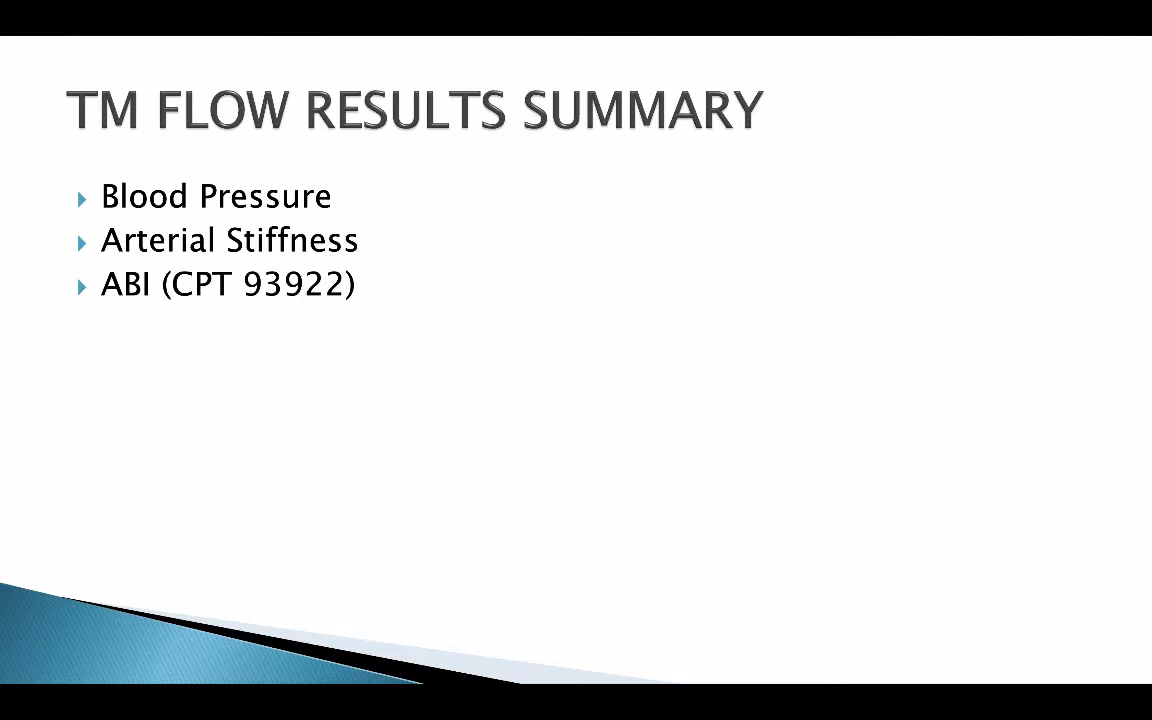 TM FLOW RESULTS SUMMARY
Blood Pressure
Arterial Stiffness
ABI (CPT 93922)